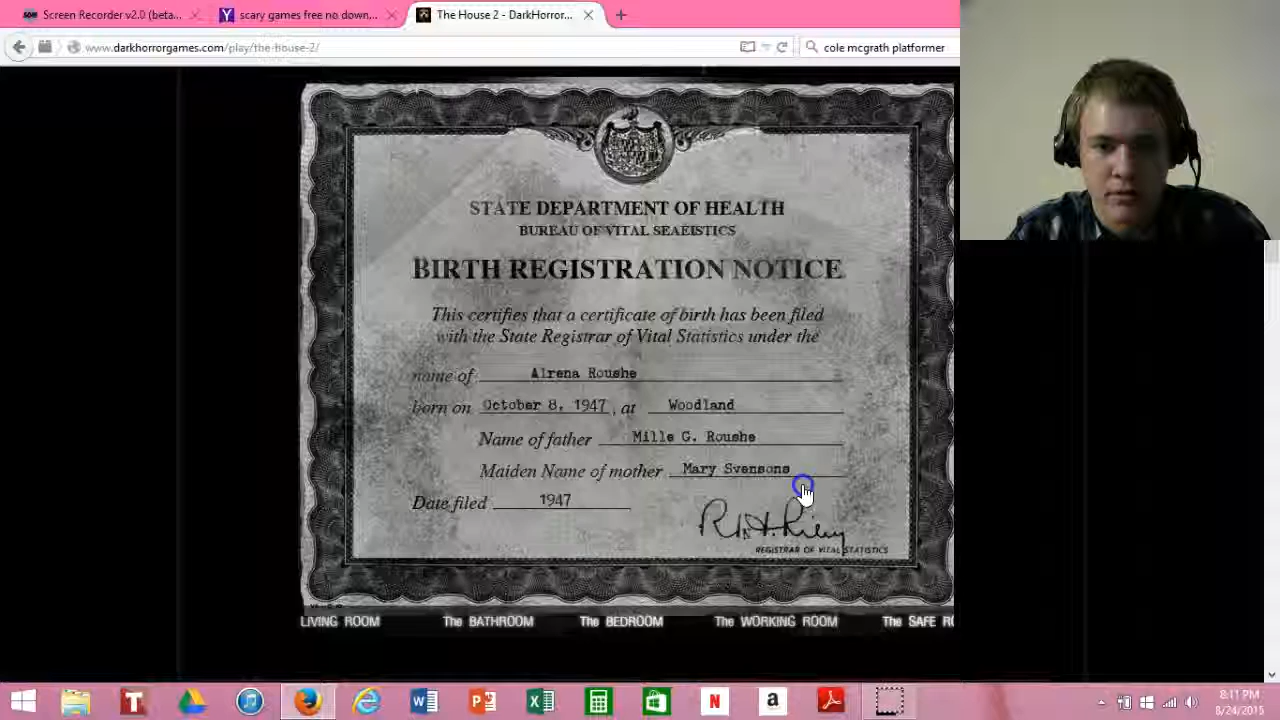 Screen Recorder v2.0 (beta...
scary games free no down...
The House 2 - DarkHorror...
www.darkhorrorgames.com/play/the-house-2/
cole mcgrath platformer
STATE DEPARTMENT OF HEALTH
BUREAU OF VITAL SEAEISTICS
BIRTH REGISTRATION NOTICE
This certifies that a certificate of birth has been filed
with the State Registrar of Vital Statistics under the
name of Alrena Roushe
born on October 8, 1947, at Woodland
Name of father Mille G. Roushe
Maiden Name of mother Mary Svensons
Date filed 1947
R.H. Riley
REGISTRAR OF VITAL STATISTICS
LIVING ROOM The BATHROOM The BEDROOM The WORKING ROOM The SAFE RO
8:11 PM
8/24/2015